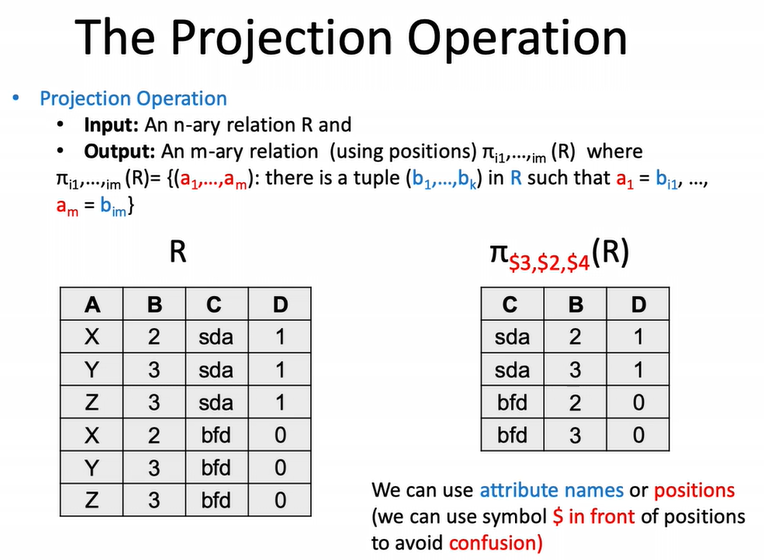 The Projection Operation
• Projection Operation
• Input: An n-ary relation R and
• Output: An m-ary relation (using positions) πi1,...,im (R) where
πi1,...,im (R)= {(a1,...,am): there is a tuple (b1,...,bk) in R such that a1 = bi1, ...,
am = bim}
R
A B C D
X 2 sda 1
Y 3 sda 1
Z 3 sda 1
X 2 bfd 0
Y 3 bfd 0
Z 3 bfd 0
π$3,$2,$4(R)
C B D
sda 2 1
sda 3 1
bfd 2 0
bfd 3 0
We can use attribute names or positions
(we can use symbol $ in front of positions
to avoid confusion)